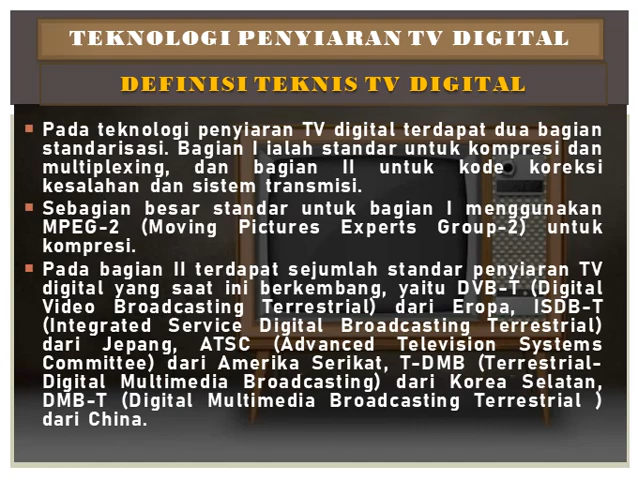 TEKNOLOGI PENYIARAN TV DIGITAL
DEFINISI TEKNIS TV DIGITAL
Pada teknologi penyiaran TV digital terdapat dua bagian
standarisasi. Bagian I ialah standar untuk kompresi dan
multiplexing, dan bagian II untuk kode koreksi
kesalahan dan sistem transmisi.
Sebagian besar standar untuk bagian I menggunakan
MPEG-2 (Moving Pictures Experts Group-2) untuk
kompresi.
Pada bagian II terdapat sejumlah standar penyiaran TV
digital yang saat ini berkembang, yaitu DVB-T (Digital
Video Broadcasting Terrestrial) dari Eropa, ISDB-T
(Integrated Service Digital Broadcasting Terrestrial)
dari Jepang, ATSC (Advanced Television Systems
Committee) dari Amerika Serikat, T-DMB (Terrestrial-
Digital Multimedia Broadcasting) dari Korea Selatan,
DMB-T (Digital Multimedia Broadcasting Terrestrial )
dari China.